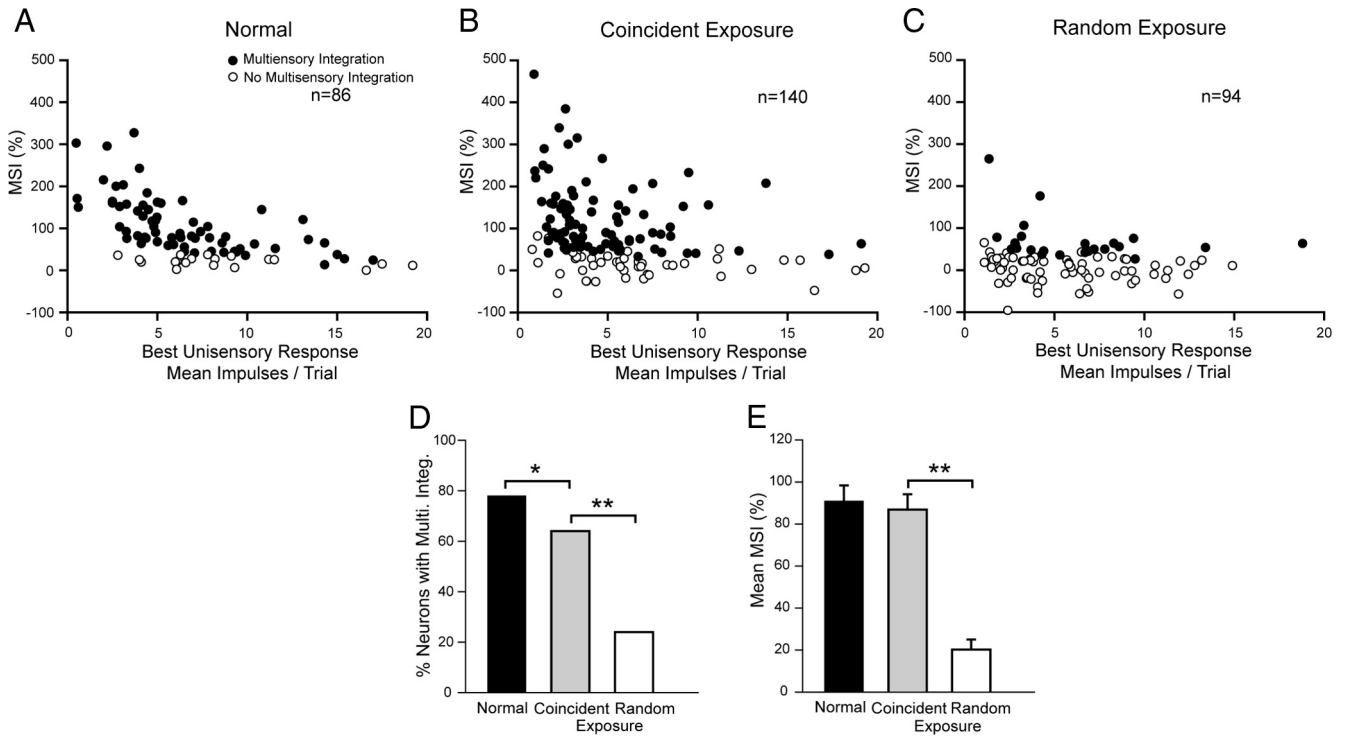 A
Normal
500
400
300
200
100
0
-100
MSI (%)
Multiensory Integration
No Multisensory Integration
n=86
0 5 10 15 20
Best Unisensory Response
Mean Impulses / Trial
B
Coincident Exposure
500
400
300
200
100
0
-100
MSI (%)
n=140
0 5 10 15 20
Best Unisensory Response
Mean Impulses / Trial
C
Random Exposure
500
400
300
200
100
0
-100
MSI (%)
n=94
0 5 10 15 20
Best Unisensory Response
Mean Impulses / Trial
D
100
80
60
40
20
0
% Neurons with Multi. Integ.
*
**
Normal Coincident Random
Exposure
E
120
100
80
60
40
20
0
Mean MSI (%)
**
Normal Coincident Random
Exposure